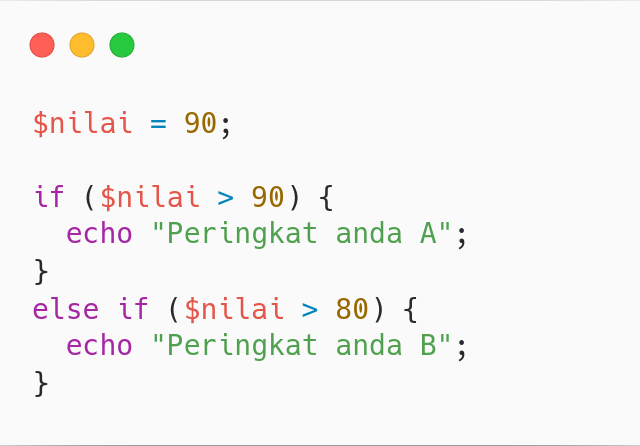 $nilai = 90;

if ($nilai > 90) {
  echo "Peringkat anda A";
}
else if ($nilai > 80) {
  echo "Peringkat anda B";
}